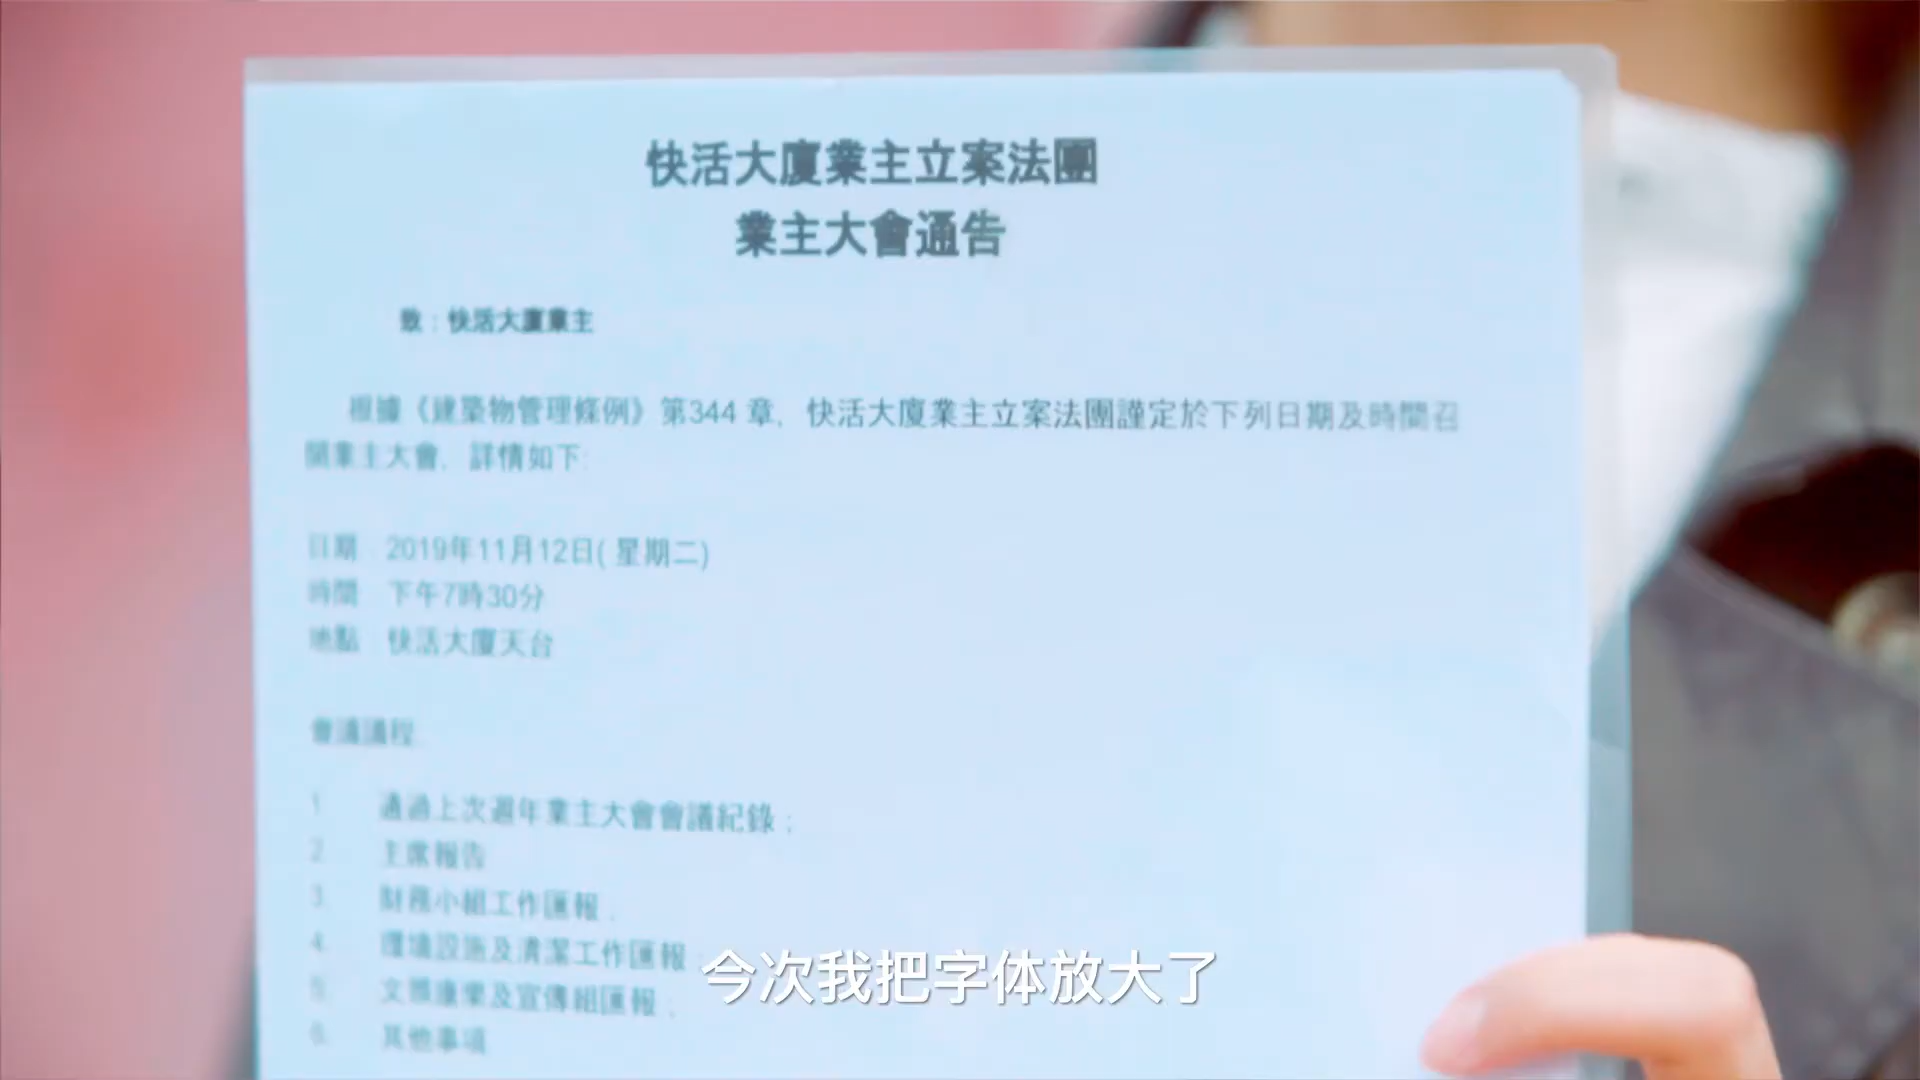 快活大廈業主立案法團
業主大會通告
致：快活大廈業主
根據《建築物管理條例》第344 章，快活大廈業主立案法團謹定於下列日期及時間召
開業主大會，詳情如下:
日期 2019年11月12日( 星期二)
時間 下午7時30分
地點 快活大廈天台
會議議程
1. 通過上次週年業主大會會議紀錄；
2. 主席報告
3. 財務小組工作匯報
4. 環境設施及清潔工作匯報
5. 文娛康樂及宣傳組匯報
6. 其他事項
今次我把字体放大了